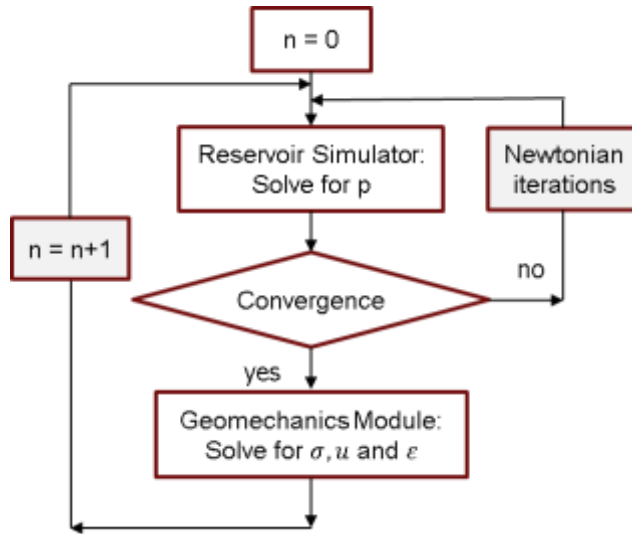 n = 0
Reservoir Simulator:
Solve for p
Newtonian
iterations
n = n+1
Convergence
no
yes
Geomechanics Module:
Solve for σ, u and ε